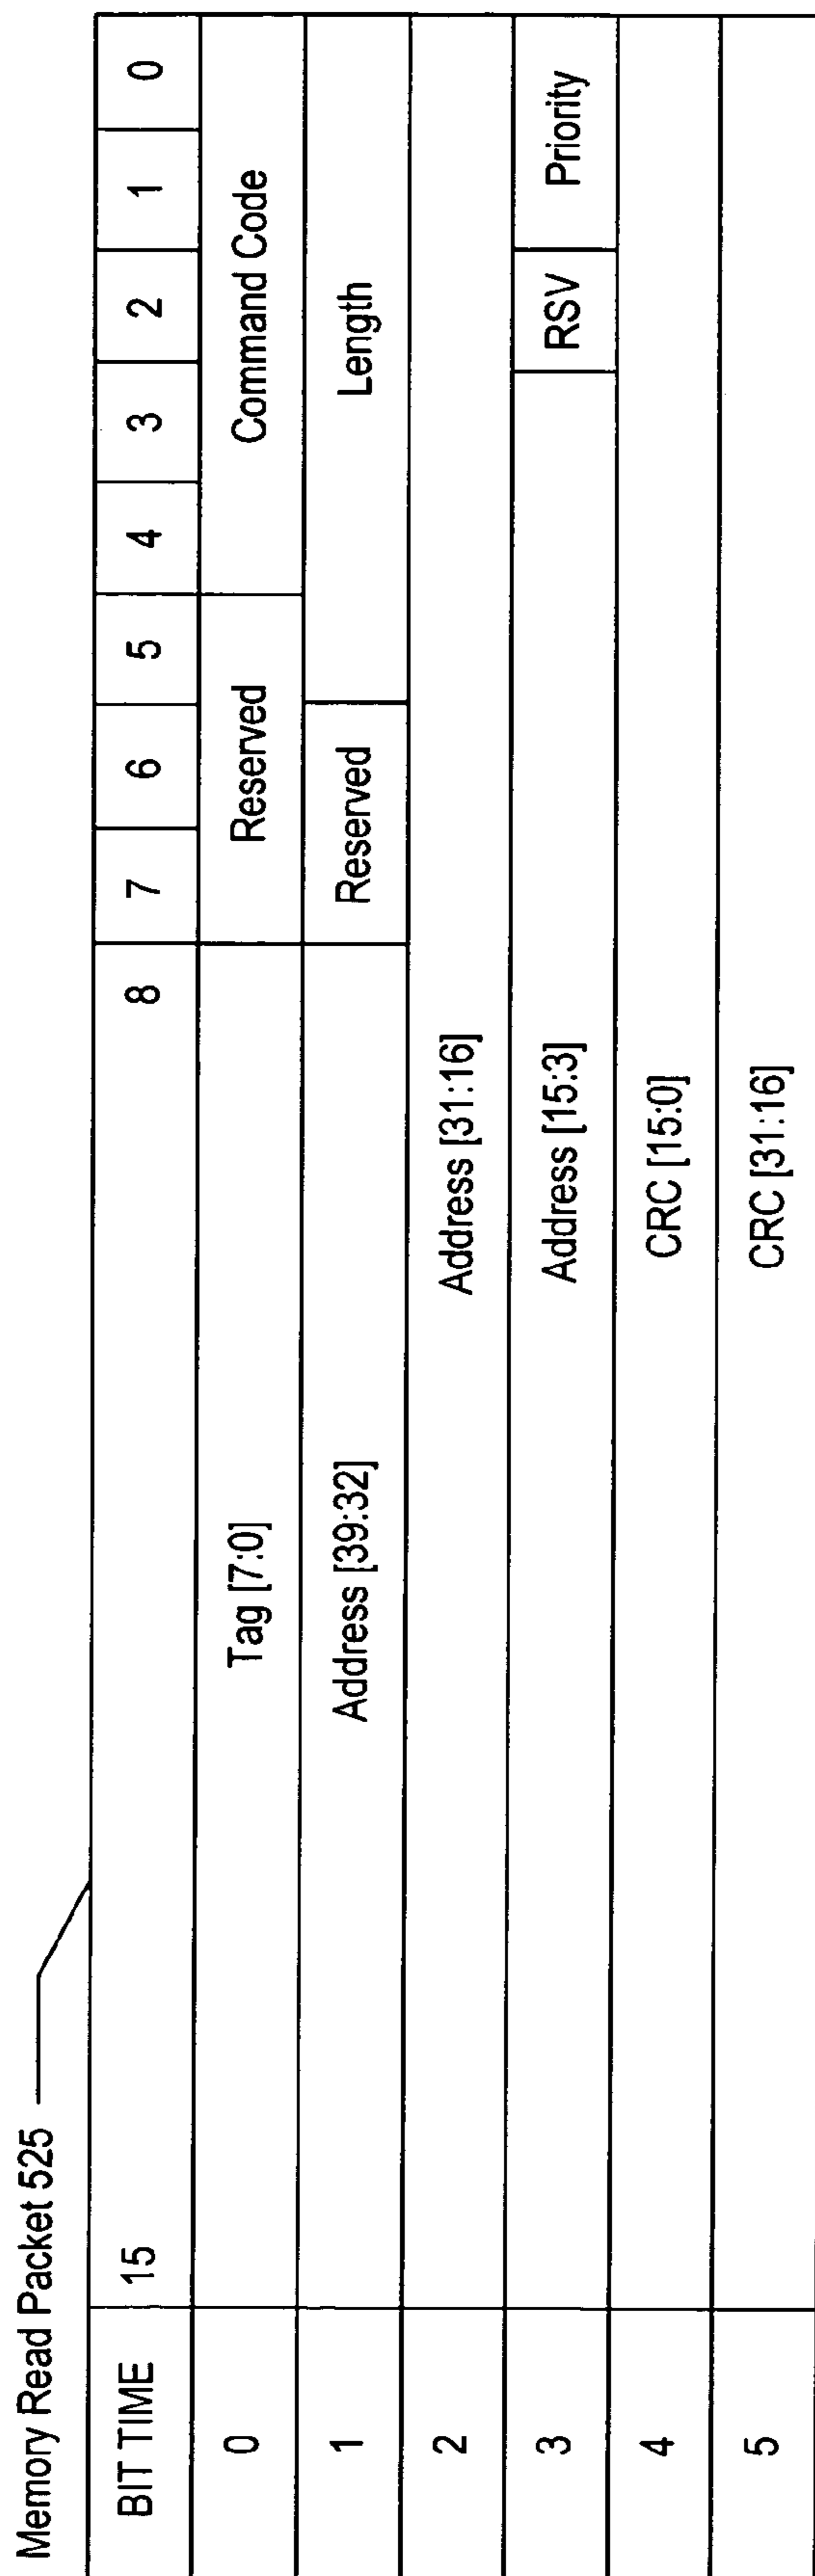 Memory Read Packet 525
BIT TIME 15 8 7 6 5 4 3 2 1 0
0 Tag [7:0] Reserved Command Code
1 Address [39:32] Reserved Length
2 Address [31:16]
3 Address [15:3] RSV Priority
4 CRC [15:0]
5 CRC [31:16]